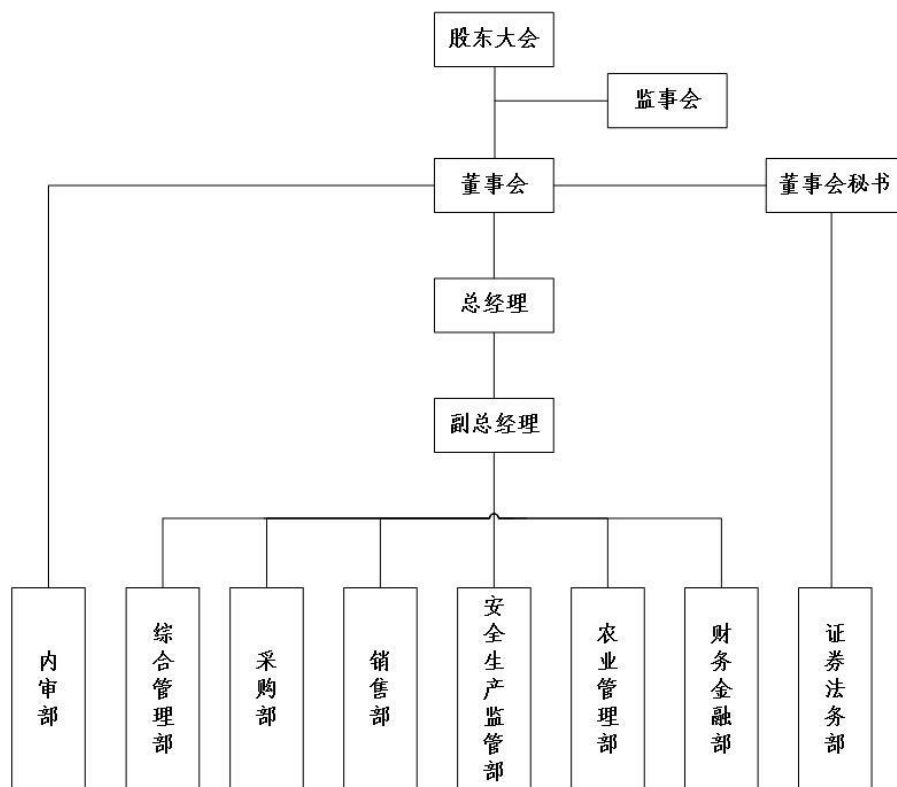 股东大会
监事会
董事会
董事会秘书
总经理
副总经理
内审部
综合管理部
采购部
销售部
安全生产监管部
农业管理部
财务金融部
证券法务部